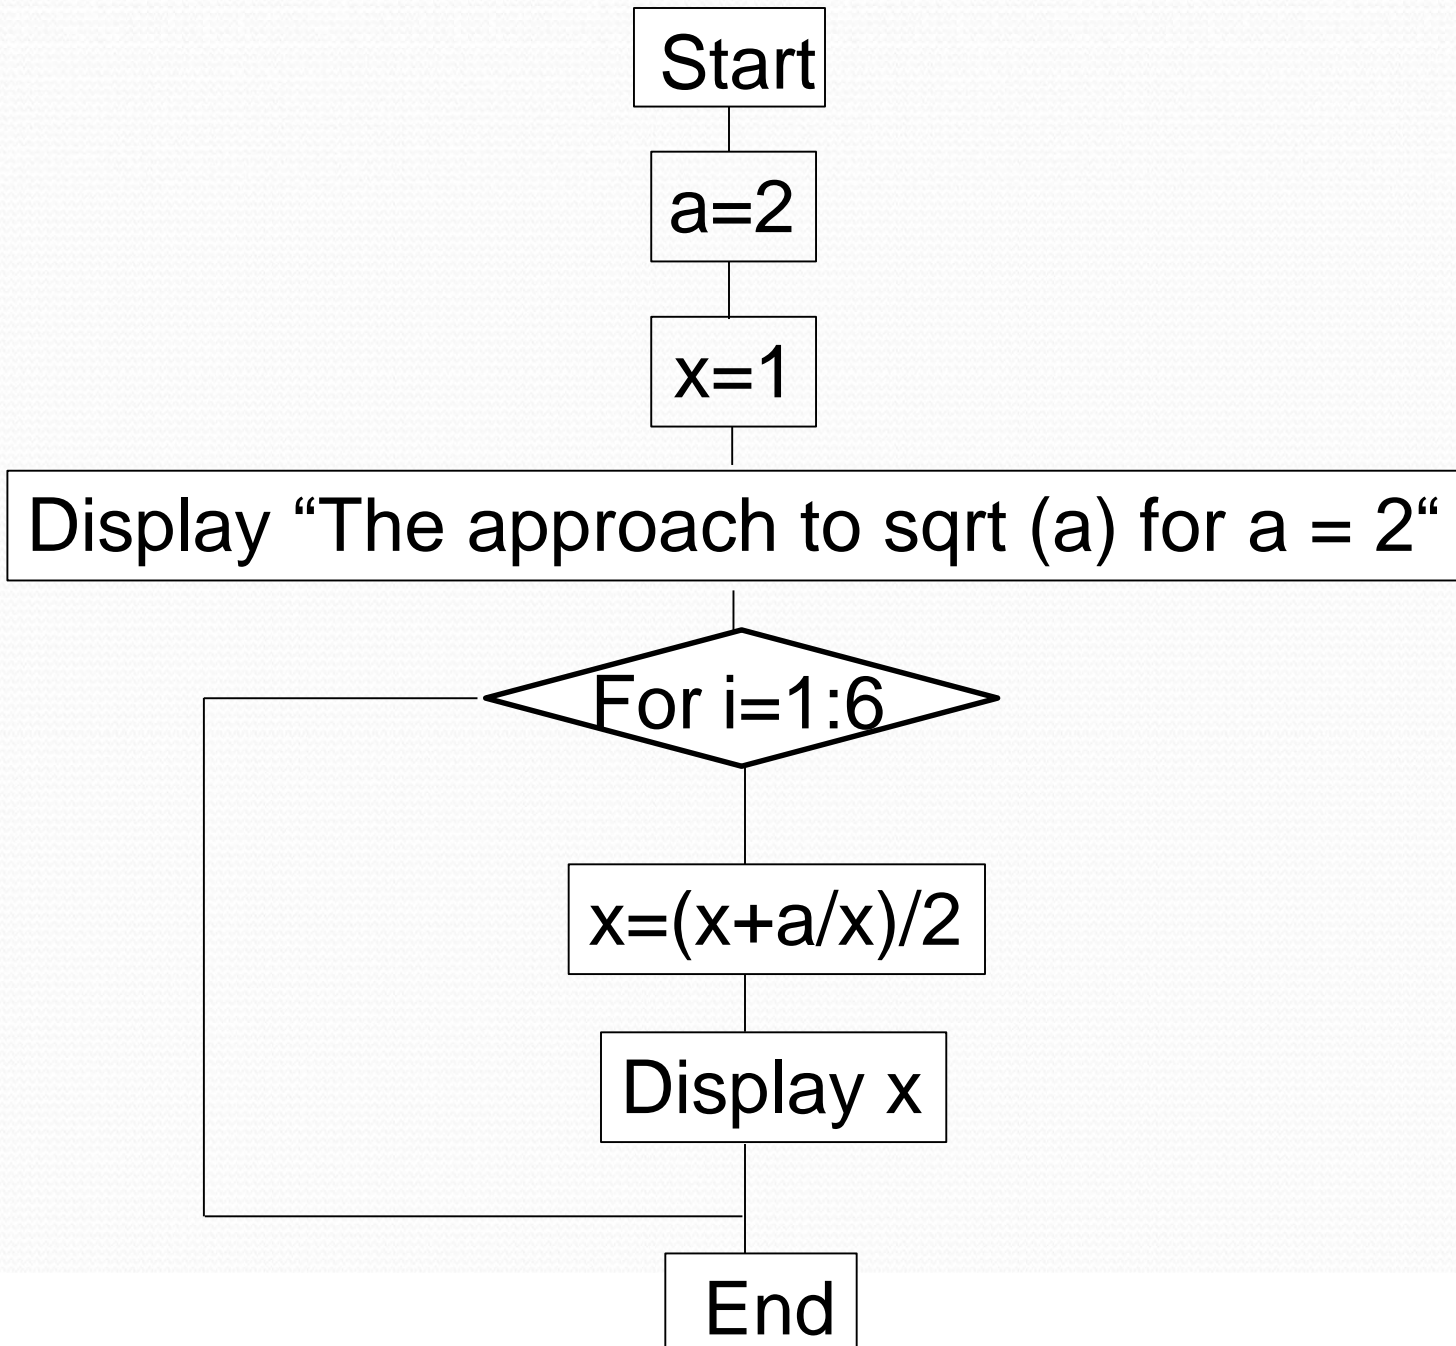 Start
a=2
x=1
Display “The approach to sqrt (a) for a = 2“
For i=1:6
x=(x+a/x)/2
Display x
End